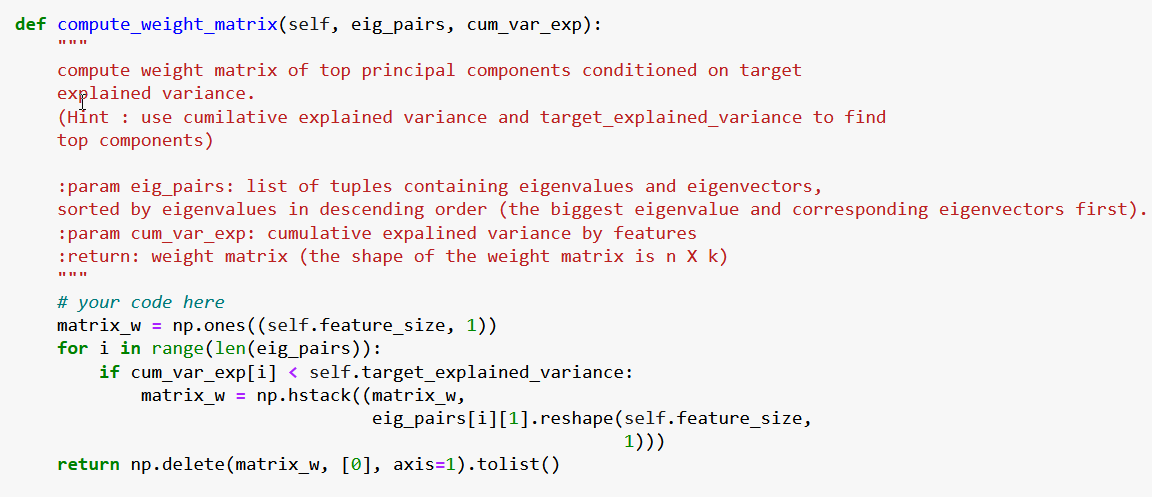 def compute_weight_matrix(self, eig_pairs, cum_var_exp):
"""
compute weight matrix of top principal components conditioned on target
explained variance.
(Hint : use cumilative explained variance and target_explained_variance to find
top components)
:param eig_pairs: list of tuples containing eigenvalues and eigenvectors,
sorted by eigenvalues in descending order (the biggest eigenvalue and corresponding eigenvectors first).
:param cum_var_exp: cumulative expalined variance by features
:return: weight matrix (the shape of the weight matrix is n X k)
"""
# your code here
matrix_w = np.ones((self.feature_size, 1))
for i in range(len(eig_pairs)):
if cum_var_exp[i] < self.target_explained_variance:
matrix_w = np.hstack((matrix_w,
eig_pairs[i][1].reshape(self.feature_size,
1)))
return np.delete(matrix_w, [0], axis=1).tolist()